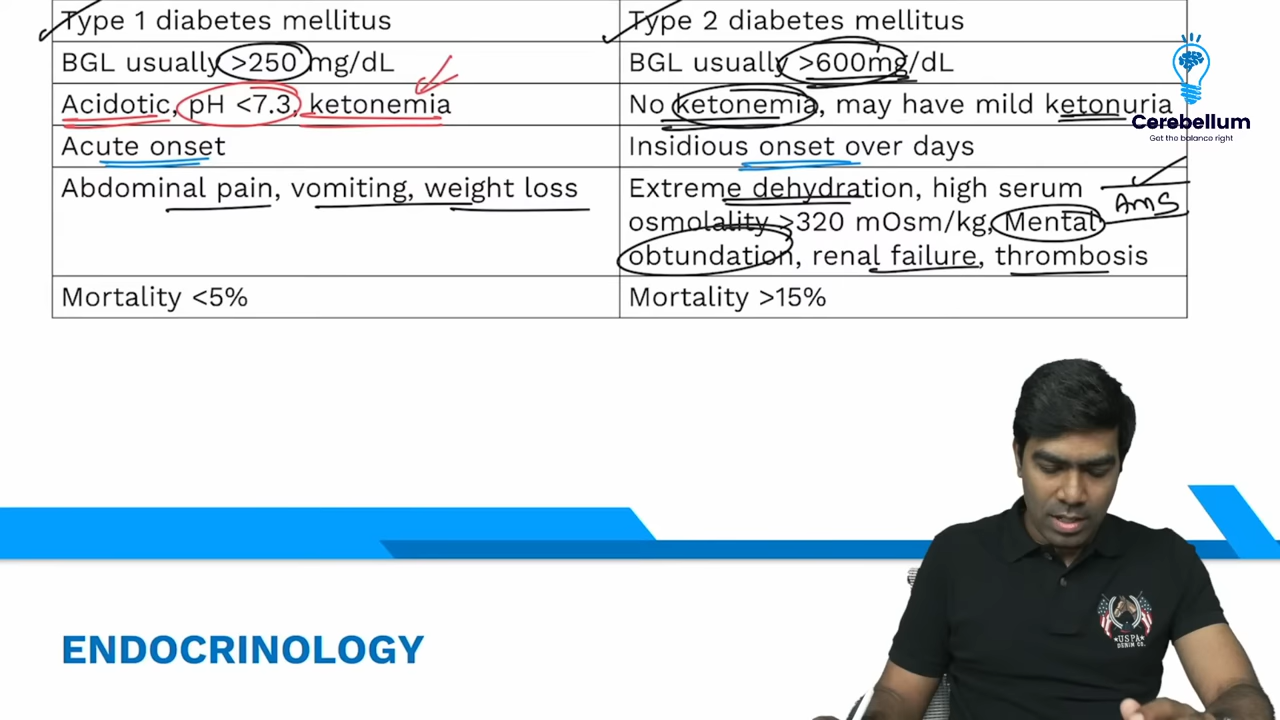 Type 1 diabetes mellitus
Type 2 diabetes mellitus
BGL usually >250 mg/dL
BGL usually >600mg/dL
Acidotic, pH <7.3, ketonemia
No ketonemia, may have mild ketonuria
Acute onset
Insidious onset over days
Abdominal pain, vomiting, weight loss
Extreme dehydration, high serum
osmolality >320 mOsm/kg, Mental
obtundation, renal failure, thrombosis
AMS
Mortality <5%
Mortality >15%
Cerebellum
Get the balance right
ENDOCRINOLOGY
USPA
DENIM CO.